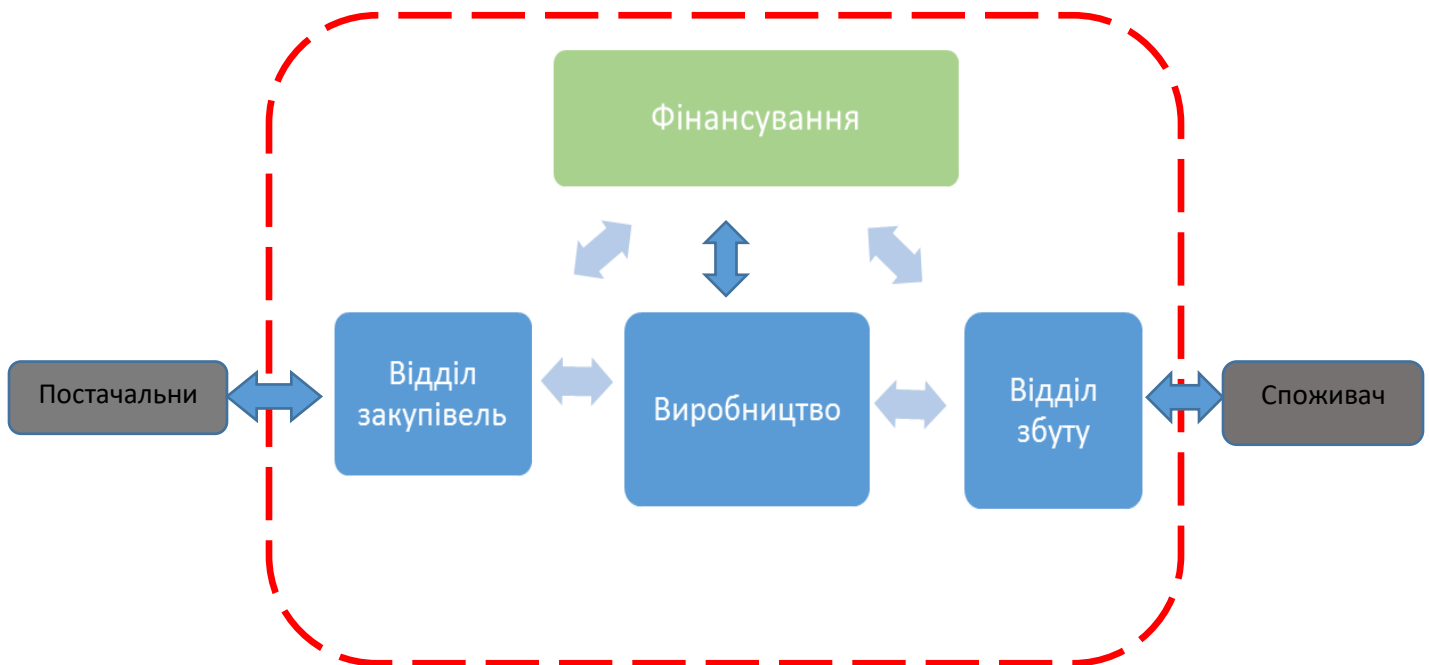 Фінансування
Постачальни
Відділ
закупівель
Виробництво
Відділ
збуту
Споживач